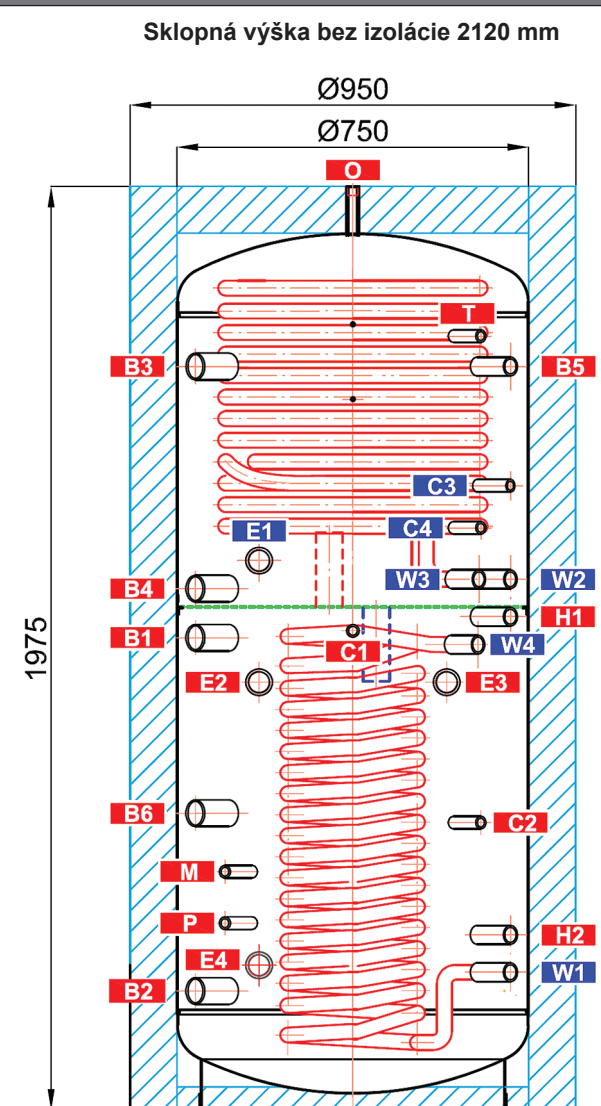 Sklopná výška bez izolácie 2120 mm
Ø950
Ø750
O
T
B3
B5
C3
E1
C4
W3
W2
B4
H1
B1
C1
W4
E2
E3
1975
B6
C2
M
P
H2
E4
W1
B2